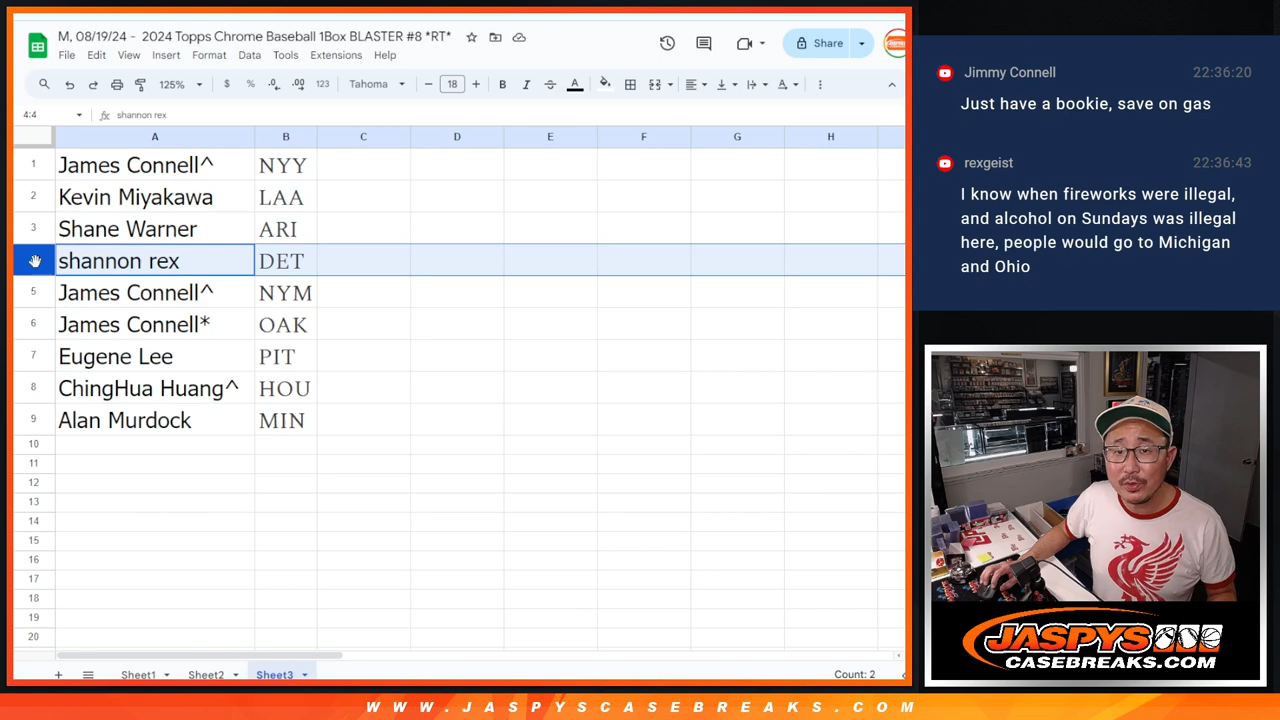 M, 08/19/24 - 2024 Topps Chrome Baseball 1Box BLASTER #8 *RT*
File Edit View Insert Format Data Tools Extensions Help
Share
125% $ % .0 .00 123 Tahoma 18 B I A A
4:4 fx shannon rex
A B C D E F G H
1 James Connell^ NYY
2 Kevin Miyakawa LAA
3 Shane Warner ARI
shannon rex DET
5 James Connell^ NYM
6 James Connell* OAK
7 Eugene Lee PIT
8 ChingHua Huang^ HOU
9 Alan Murdock MIN
10
11
12
13
14
15
16
17
18
19
20
Sheet1 Sheet2 Sheet3 Count: 2
Jimmy Connell 22:36:20
Just have a bookie, save on gas
rexgeist 22:36:43
I know when fireworks were illegal,
and alcohol on Sundays was illegal
here, people would go to Michigan
and Ohio
JASPYS
CASEBREAKS.COM
WWW.JASPYSCASEBREAKS.COM